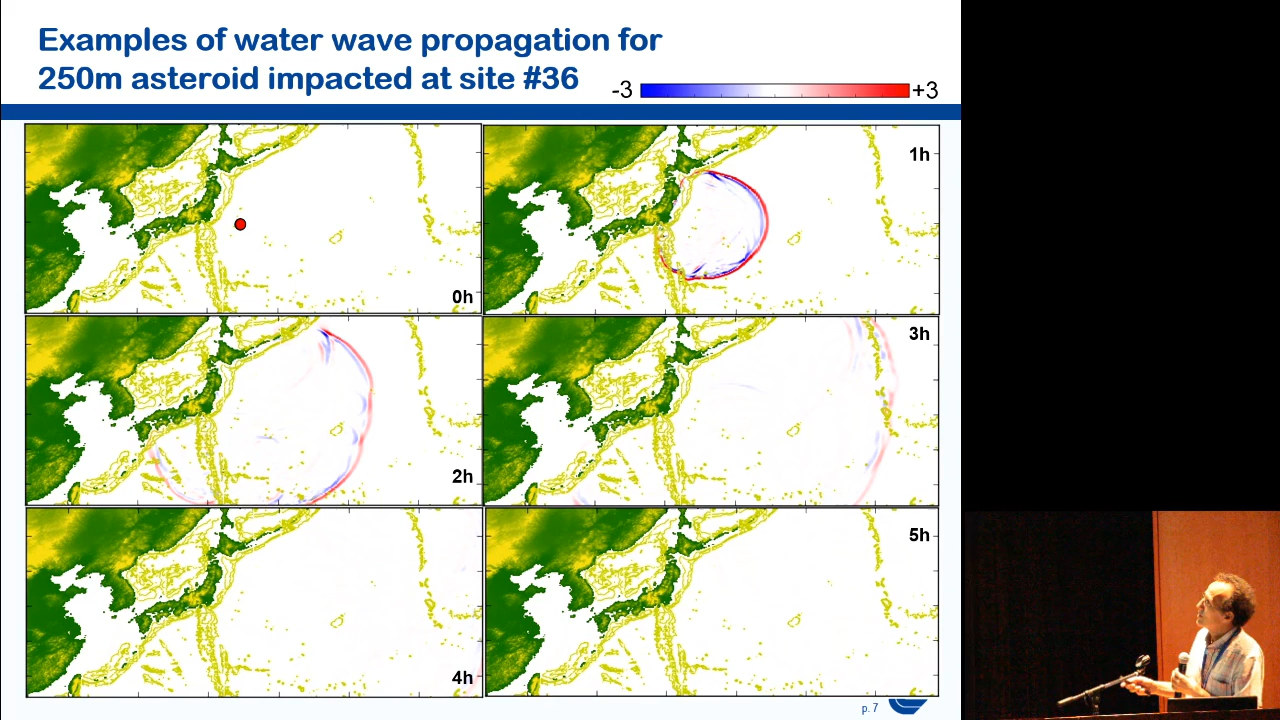 Examples of water wave propagation for
250m asteroid impacted at site #36
-3 +3
0h
1h
2h
3h
4h
5h
p. 7